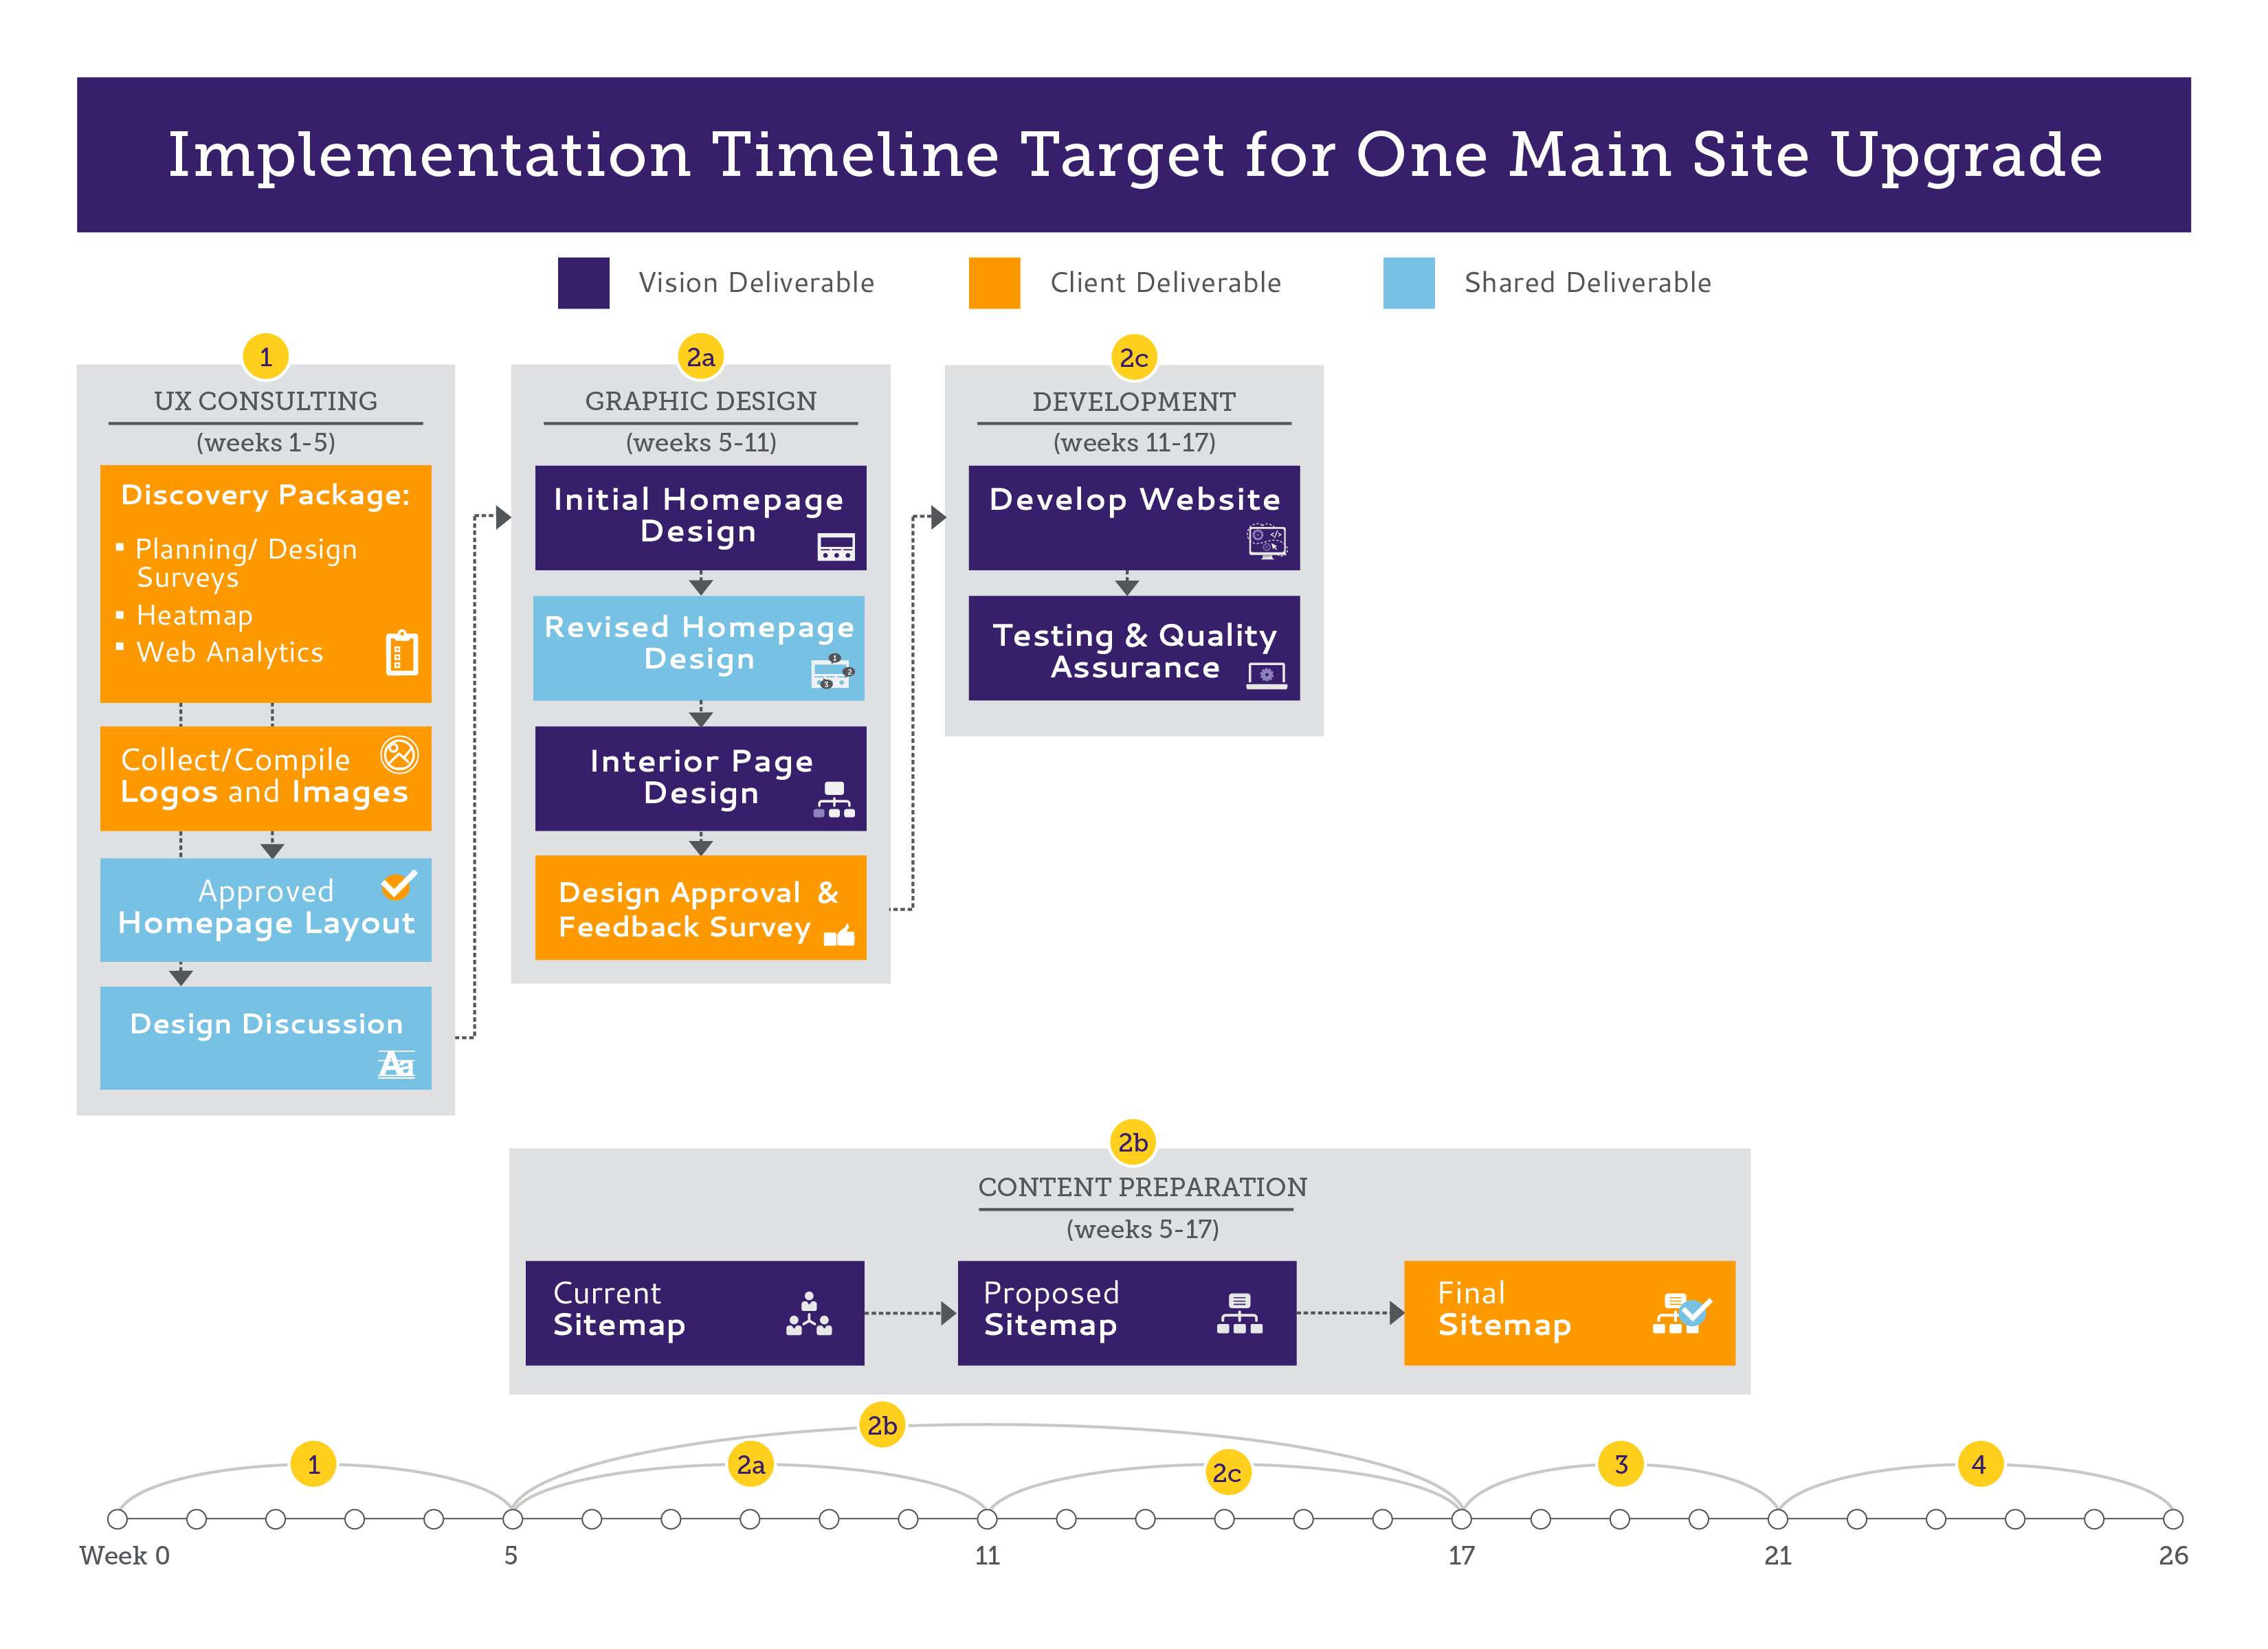 Implementation Timeline Target for One Main Site Upgrade
Vision Deliverable
Client Deliverable
Shared Deliverable
1
UX CONSULTING
(weeks 1-5)
Discovery Package:
▪ Planning/ Design
Surveys
▪ Heatmap
▪ Web Analytics
Collect/Compile
Logos and Images
Approved
Homepage Layout
Design Discussion
Aa
2a
GRAPHIC DESIGN
(weeks 5-11)
Initial Homepage
Design
Revised Homepage
Design
1
2
3
Interior Page
Design
Design Approval &
Feedback Survey
2c
DEVELOPMENT
(weeks 11-17)
Develop Website
</>
Testing & Quality
Assurance
2b
CONTENT PREPARATION
(weeks 5-17)
Current
Sitemap
Proposed
Sitemap
Final
Sitemap
1
2b
2a
2c
3
4
Week 0
5
11
17
21
26